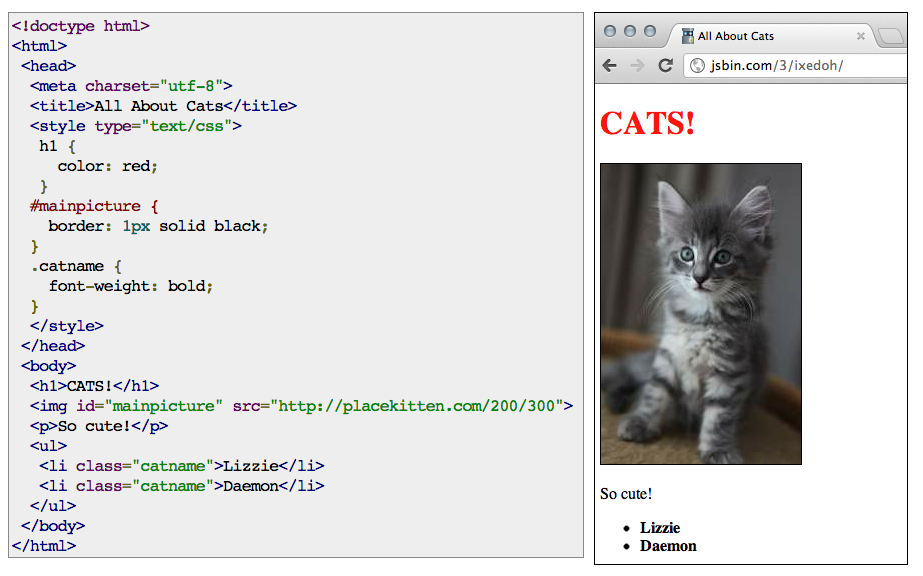 <!doctype html>
<html>
<head>
<meta charset="utf-8">
<title>All About Cats</title>
<style type="text/css">
h1 {
color: red;
}
#mainpicture {
border: 1px solid black;
}
.catname {
font-weight: bold;
}
</style>
</head>
<body>
<h1>CATS!</h1>
<img id="mainpicture" src="http://placekitten.com/200/300">
<p>So cute!</p>
<ul>
<li class="catname">Lizzie</li>
<li class="catname">Daemon</li>
</ul>
</body>
</html>
All About Cats
jsbin.com/3/ixedoh/
CATS!
So cute!
• Lizzie
• Daemon